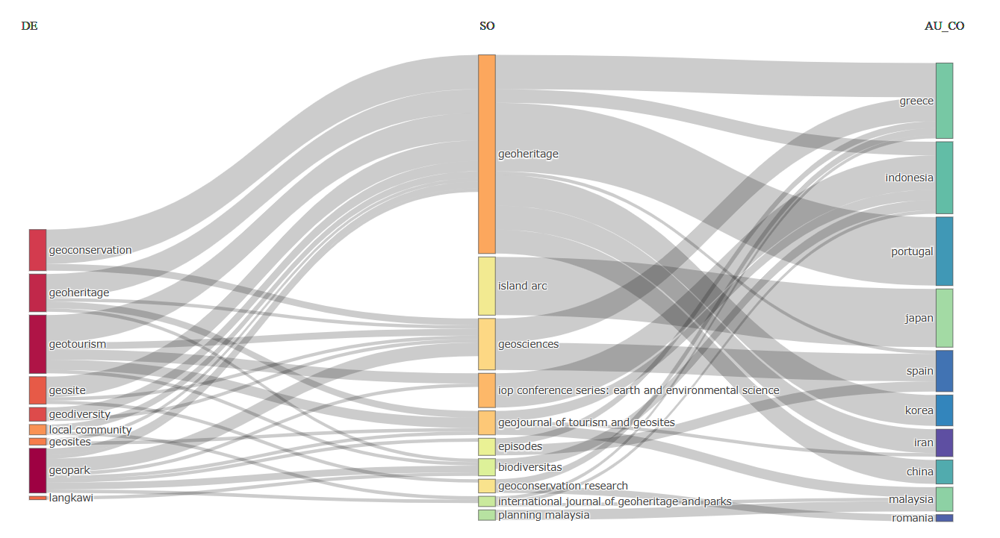 DE
SO
AU_CO
geoconservation
geoheritage
geotourism
geosite
geodiversity
local community
geosites
geopark
langkawi
geoheritage
island arc
geosciences
iop conference series: earth and environmental science
geojournal of tourism and geosites
episodes
biodiversitas
geoconservation research
international journal of geoheritage and parks
planning malaysia
greece
indonesia
portugal
japan
spain
korea
iran
china
malaysia
romania